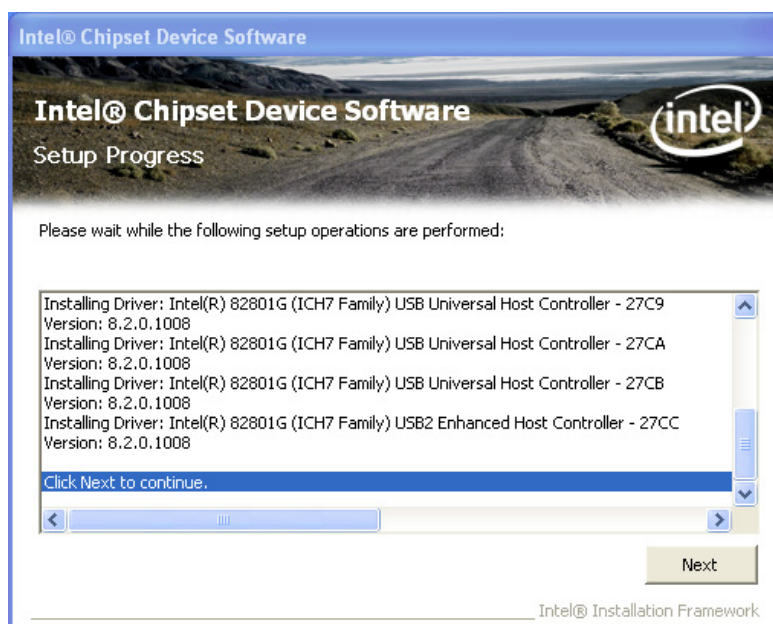 Intel® Chipset Device Software
Intel® Chipset Device Software
intel
Setup Progress
Please wait while the following setup operations are performed:
Installing Driver: Intel(R) 82801G (ICH7 Family) USB Universal Host Controller - 27C9
Version: 8.2.0.1008
Installing Driver: Intel(R) 82801G (ICH7 Family) USB Universal Host Controller - 27CA
Version: 8.2.0.1008
Installing Driver: Intel(R) 82801G (ICH7 Family) USB Universal Host Controller - 27CB
Version: 8.2.0.1008
Installing Driver: Intel(R) 82801G (ICH7 Family) USB2 Enhanced Host Controller - 27CC
Version: 8.2.0.1008
Click Next to continue.
Next
Intel® Installation Framework